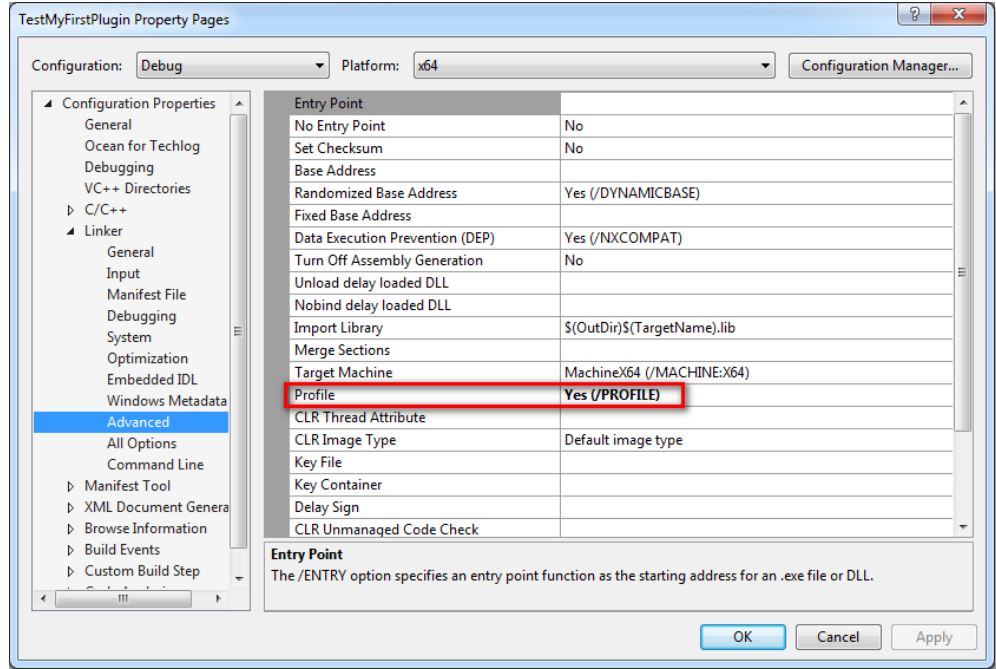 TestMyFirstPlugin Property Pages
Configuration: Debug Platform: x64 Configuration Manager...
Configuration Properties
General
Ocean for Techlog
Debugging
VC++ Directories
C/C++
Linker
General
Input
Manifest File
Debugging
System
Optimization
Embedded IDL
Windows Metadata
Advanced
All Options
Command Line
Manifest Tool
XML Document Genera
Browse Information
Build Events
Custom Build Step
Entry Point
No Entry Point No
Set Checksum No
Base Address
Randomized Base Address Yes (/DYNAMICBASE)
Fixed Base Address
Data Execution Prevention (DEP) Yes (/NXCOMPAT)
Turn Off Assembly Generation No
Unload delay loaded DLL
Nobind delay loaded DLL
Import Library $(OutDir)$(TargetName).lib
Merge Sections
Target Machine MachineX64 (/MACHINE:X64)
Profile Yes (/PROFILE)
CLR Thread Attribute
CLR Image Type Default image type
Key File
Key Container
Delay Sign
CLR Unmanaged Code Check
Entry Point
The /ENTRY option specifies an entry point function as the starting address for an .exe file or DLL.
OK Cancel Apply